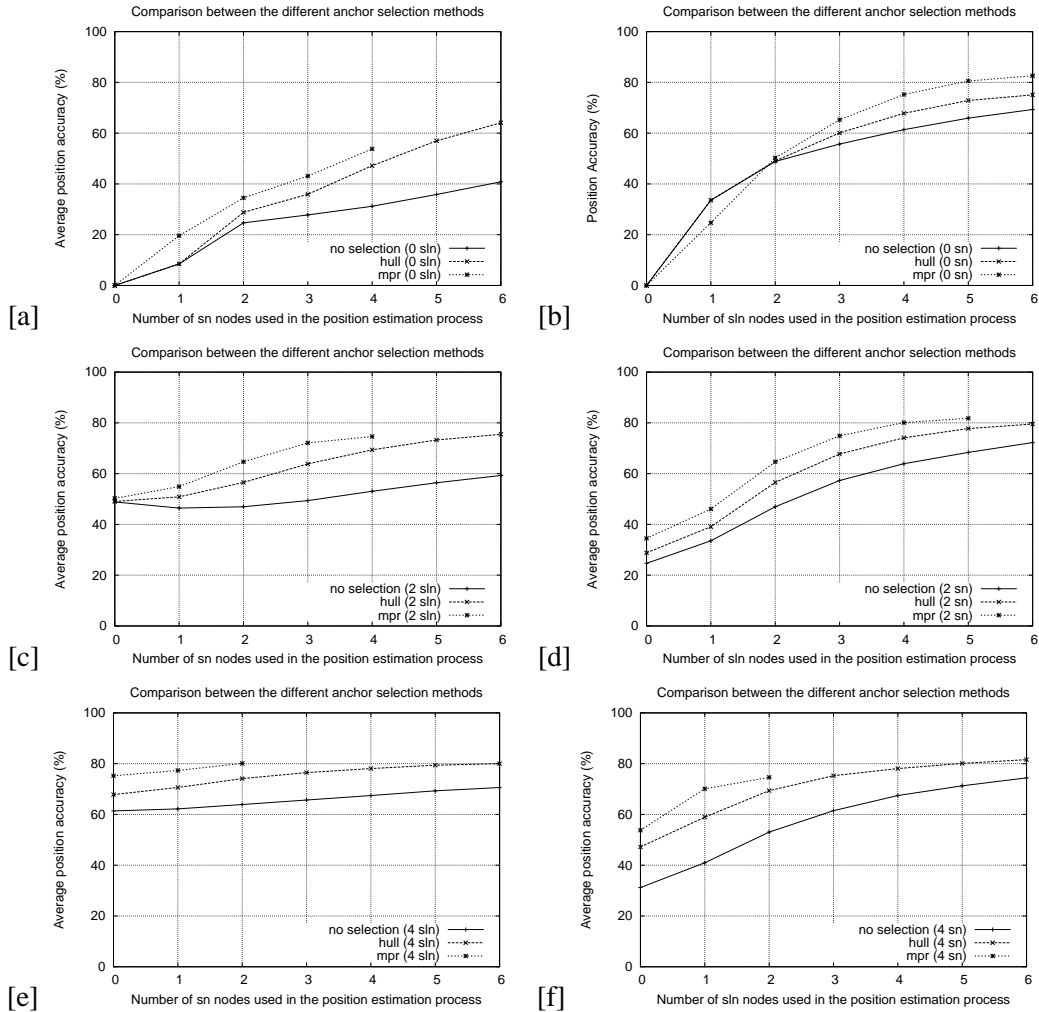 Comparison between the different anchor selection methods
100
80
60
40
20
0
Average position accuracy (%)
no selection (0 sln)
hull (0 sln)
mpr (0 sln)
0 1 2 3 4 5 6
Number of sn nodes used in the position estimation process
[a]
Comparison between the different anchor selection methods
100
80
60
40
20
0
Position Accuracy (%)
no selection (0 sn)
hull (0 sn)
mpr (0 sn)
0 1 2 3 4 5 6
Number of sln nodes used in the position estimation process
[b]
Comparison between the different anchor selection methods
100
80
60
40
20
0
Average position accuracy (%)
no selection (2 sln)
hull (2 sln)
mpr (2 sln)
0 1 2 3 4 5 6
Number of sn nodes used in the position estimation process
[c]
Comparison between the different anchor selection methods
100
80
60
40
20
0
Average position accuracy (%)
no selection (2 sn)
hull (2 sn)
mpr (2 sn)
0 1 2 3 4 5 6
Number of sln nodes used in the position estimation process
[d]
Comparison between the different anchor selection methods
100
80
60
40
20
0
Average position accuracy (%)
no selection (4 sln)
hull (4 sln)
mpr (4 sln)
0 1 2 3 4 5 6
Number of sn nodes used in the position estimation process
[e]
Comparison between the different anchor selection methods
100
80
60
40
20
0
Average position accuracy (%)
no selection (4 sn)
hull (4 sn)
mpr (4 sn)
0 1 2 3 4 5 6
Number of sln nodes used in the position estimation process
[f]